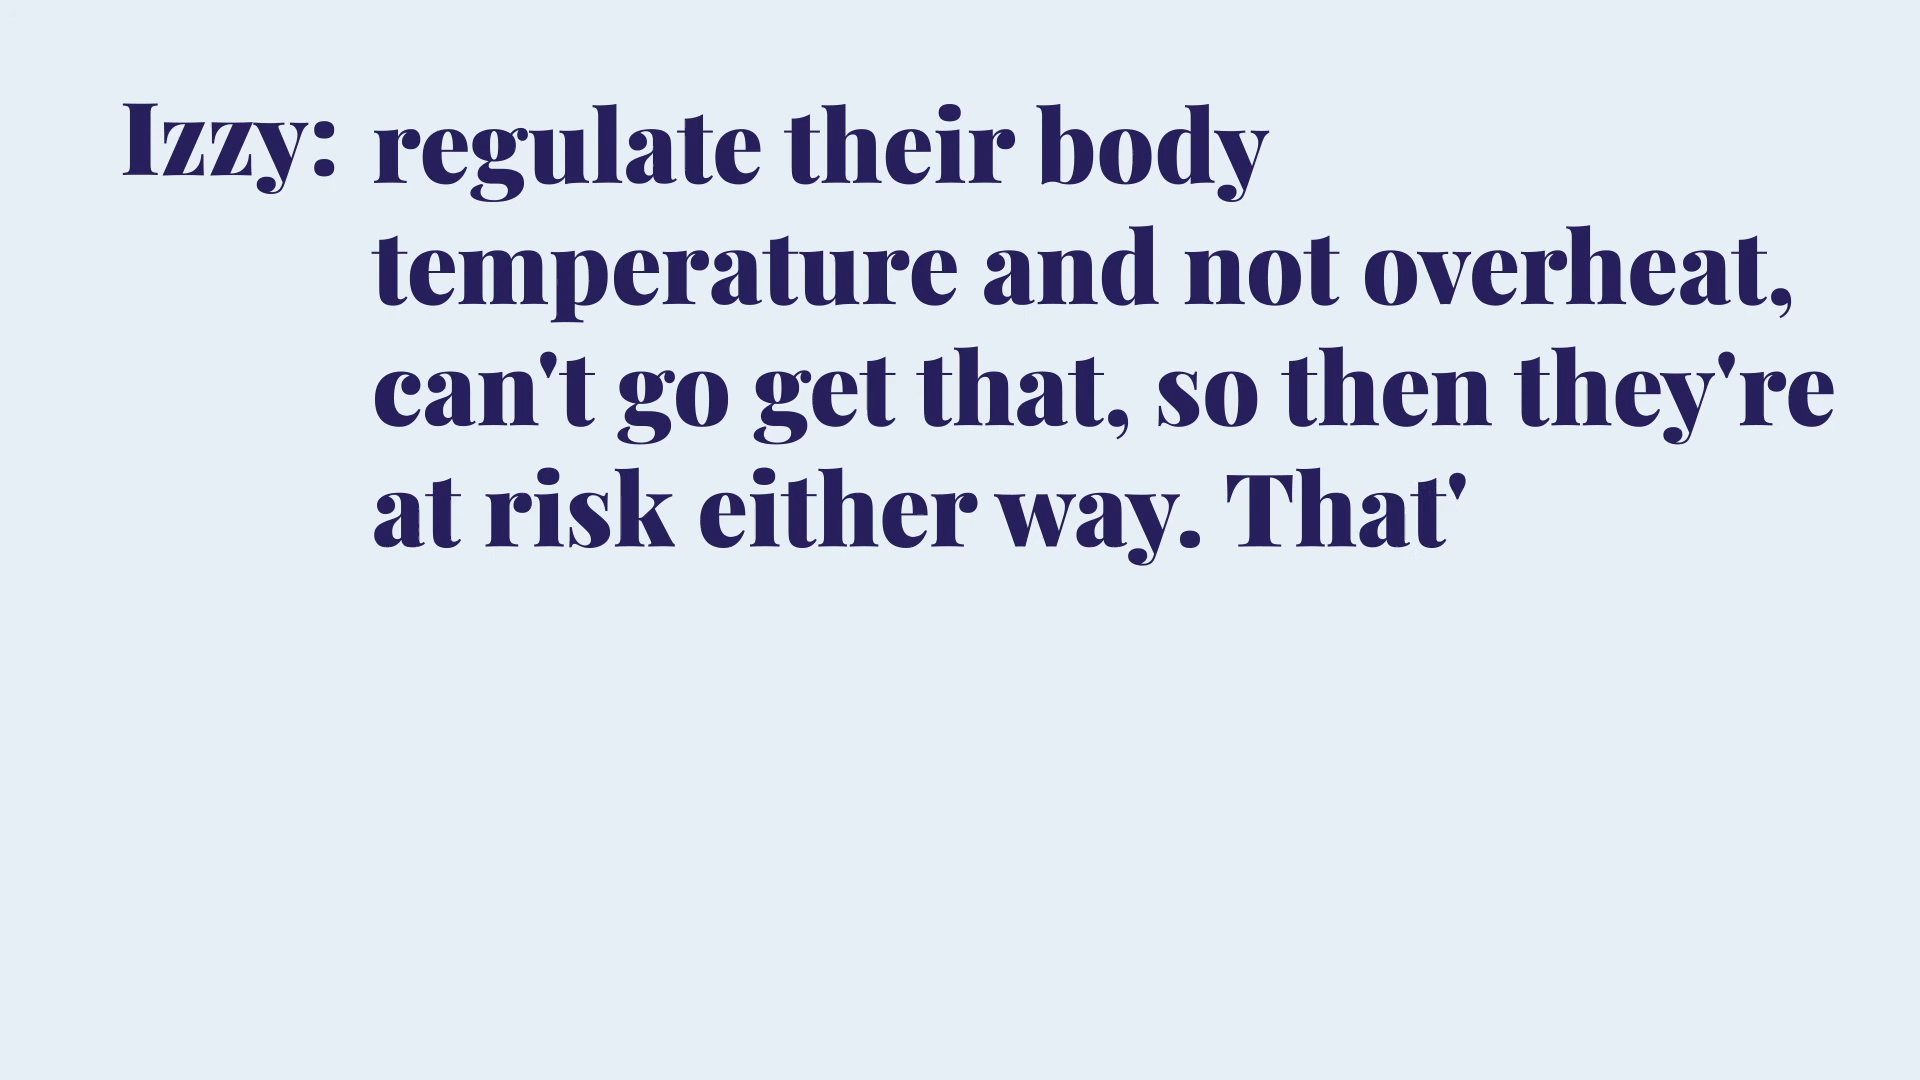 Izzy: regulate their body
temperature and not overheat,
can't go get that, so then they're
at risk either way. That'